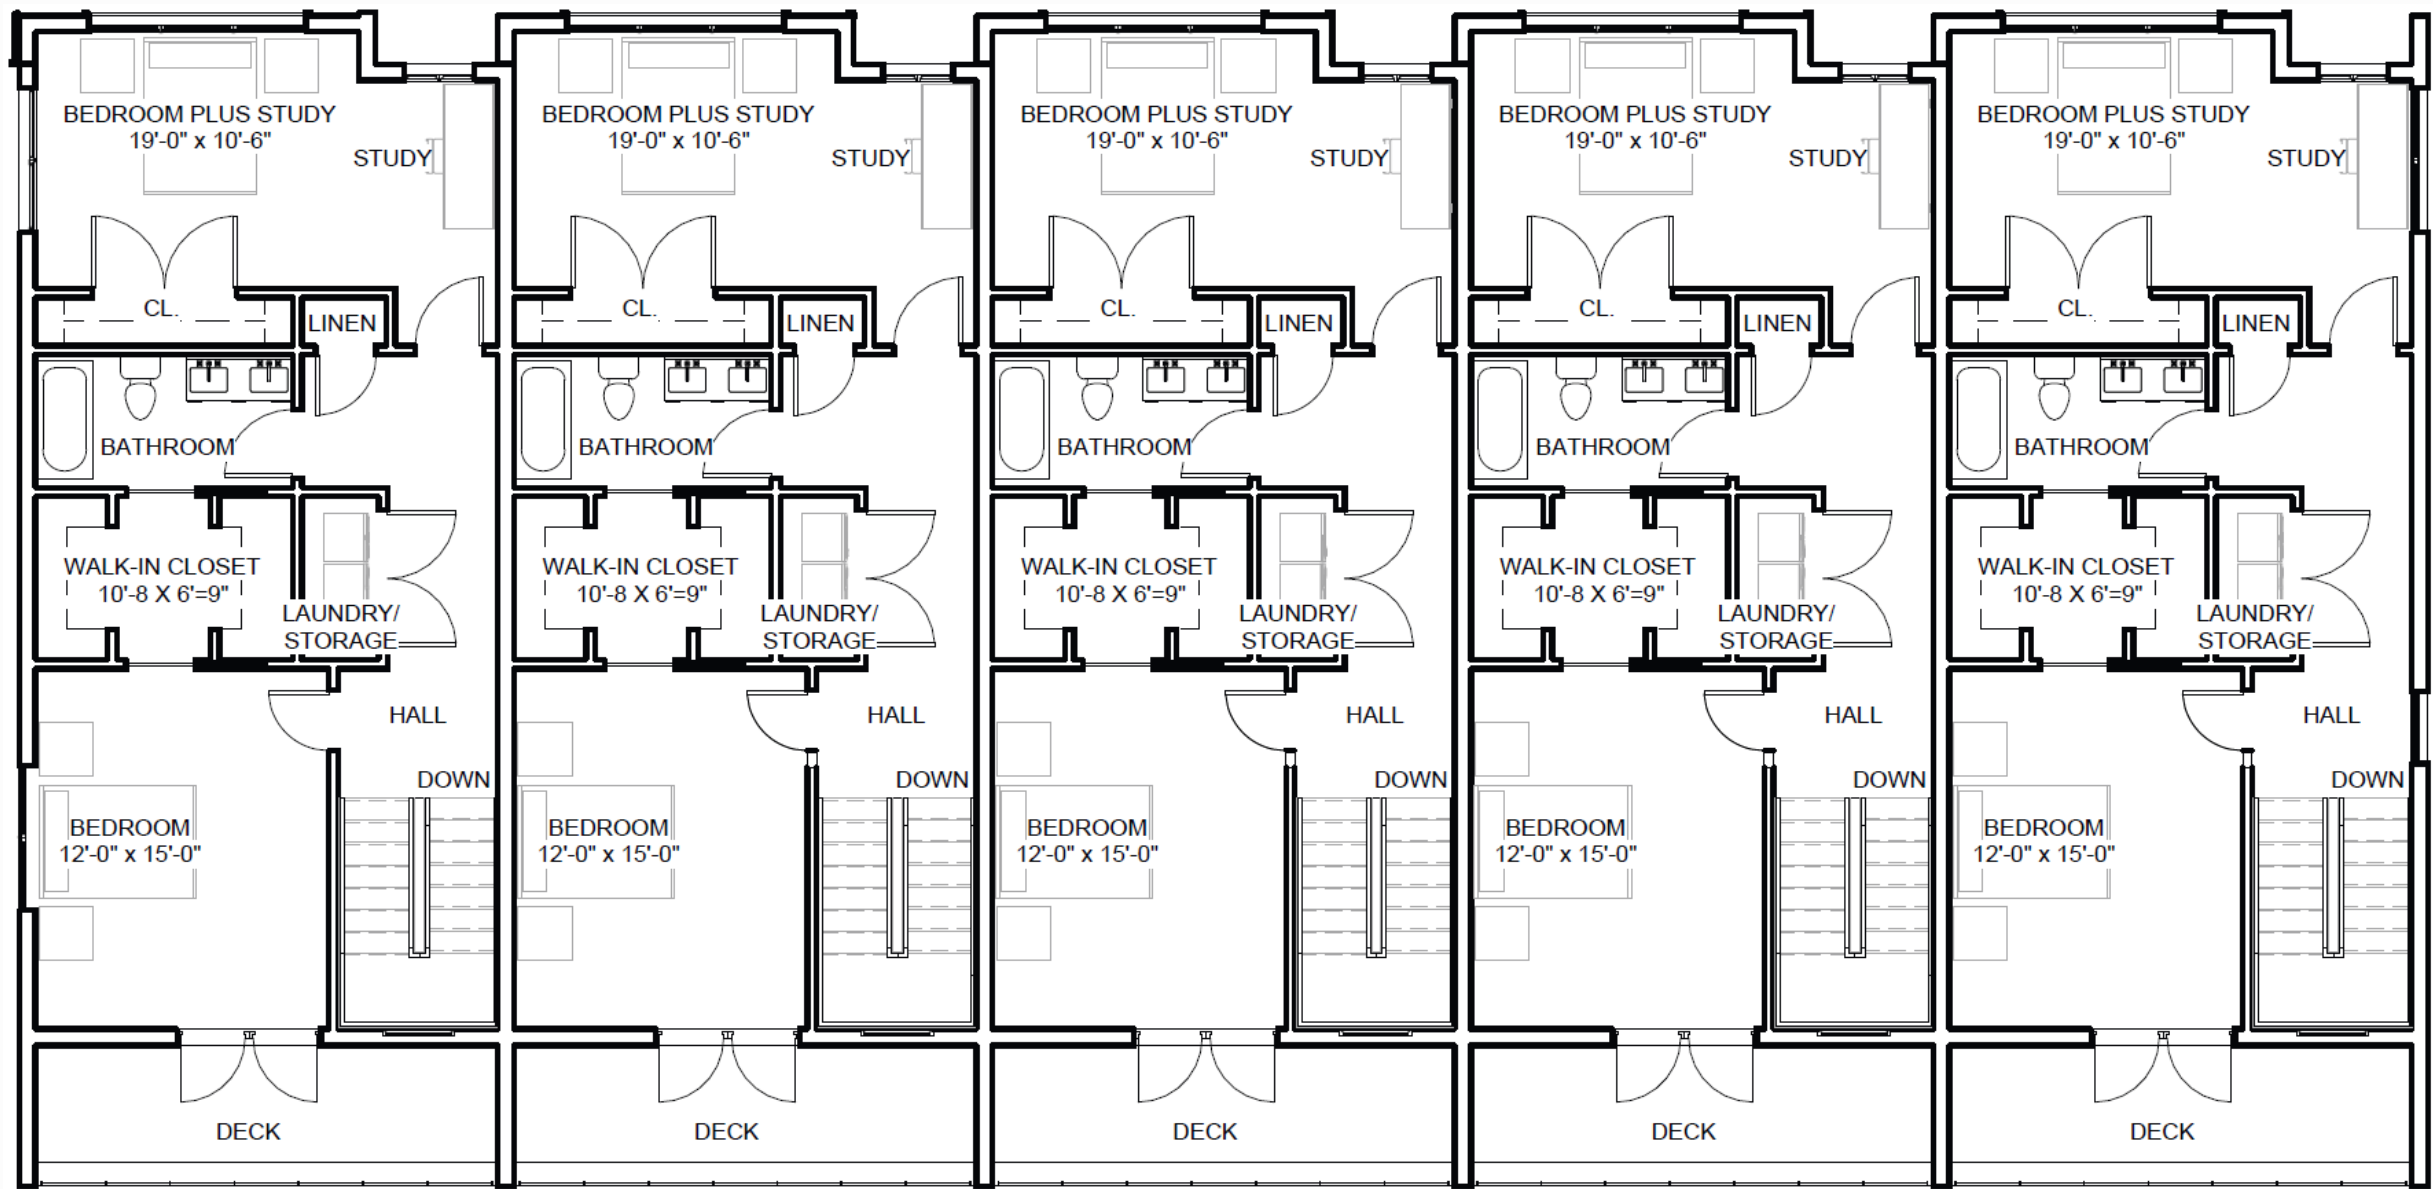 BEDROOM PLUS STUDY
19'-0" x 10'-6"
STUDY
CL.
LINEN
BATHROOM
WALK-IN CLOSET
10'-8 X 6'=9"
LAUNDRY/
STORAGE
HALL
DOWN
BEDROOM
12'-0" x 15'-0"
DECK
BEDROOM PLUS STUDY
19'-0" x 10'-6"
STUDY
CL.
LINEN
BATHROOM
WALK-IN CLOSET
10'-8 X 6'=9"
LAUNDRY/
STORAGE
HALL
DOWN
BEDROOM
12'-0" x 15'-0"
DECK
BEDROOM PLUS STUDY
19'-0" x 10'-6"
STUDY
CL.
LINEN
BATHROOM
WALK-IN CLOSET
10'-8 X 6'=9"
LAUNDRY/
STORAGE
HALL
DOWN
BEDROOM
12'-0" x 15'-0"
DECK
BEDROOM PLUS STUDY
19'-0" x 10'-6"
STUDY
CL.
LINEN
BATHROOM
WALK-IN CLOSET
10'-8 X 6'=9"
LAUNDRY/
STORAGE
HALL
DOWN
BEDROOM
12'-0" x 15'-0"
DECK
BEDROOM PLUS STUDY
19'-0" x 10'-6"
STUDY
CL.
LINEN
BATHROOM
WALK-IN CLOSET
10'-8 X 6'=9"
LAUNDRY/
STORAGE
HALL
DOWN
BEDROOM
12'-0" x 15'-0"
DECK